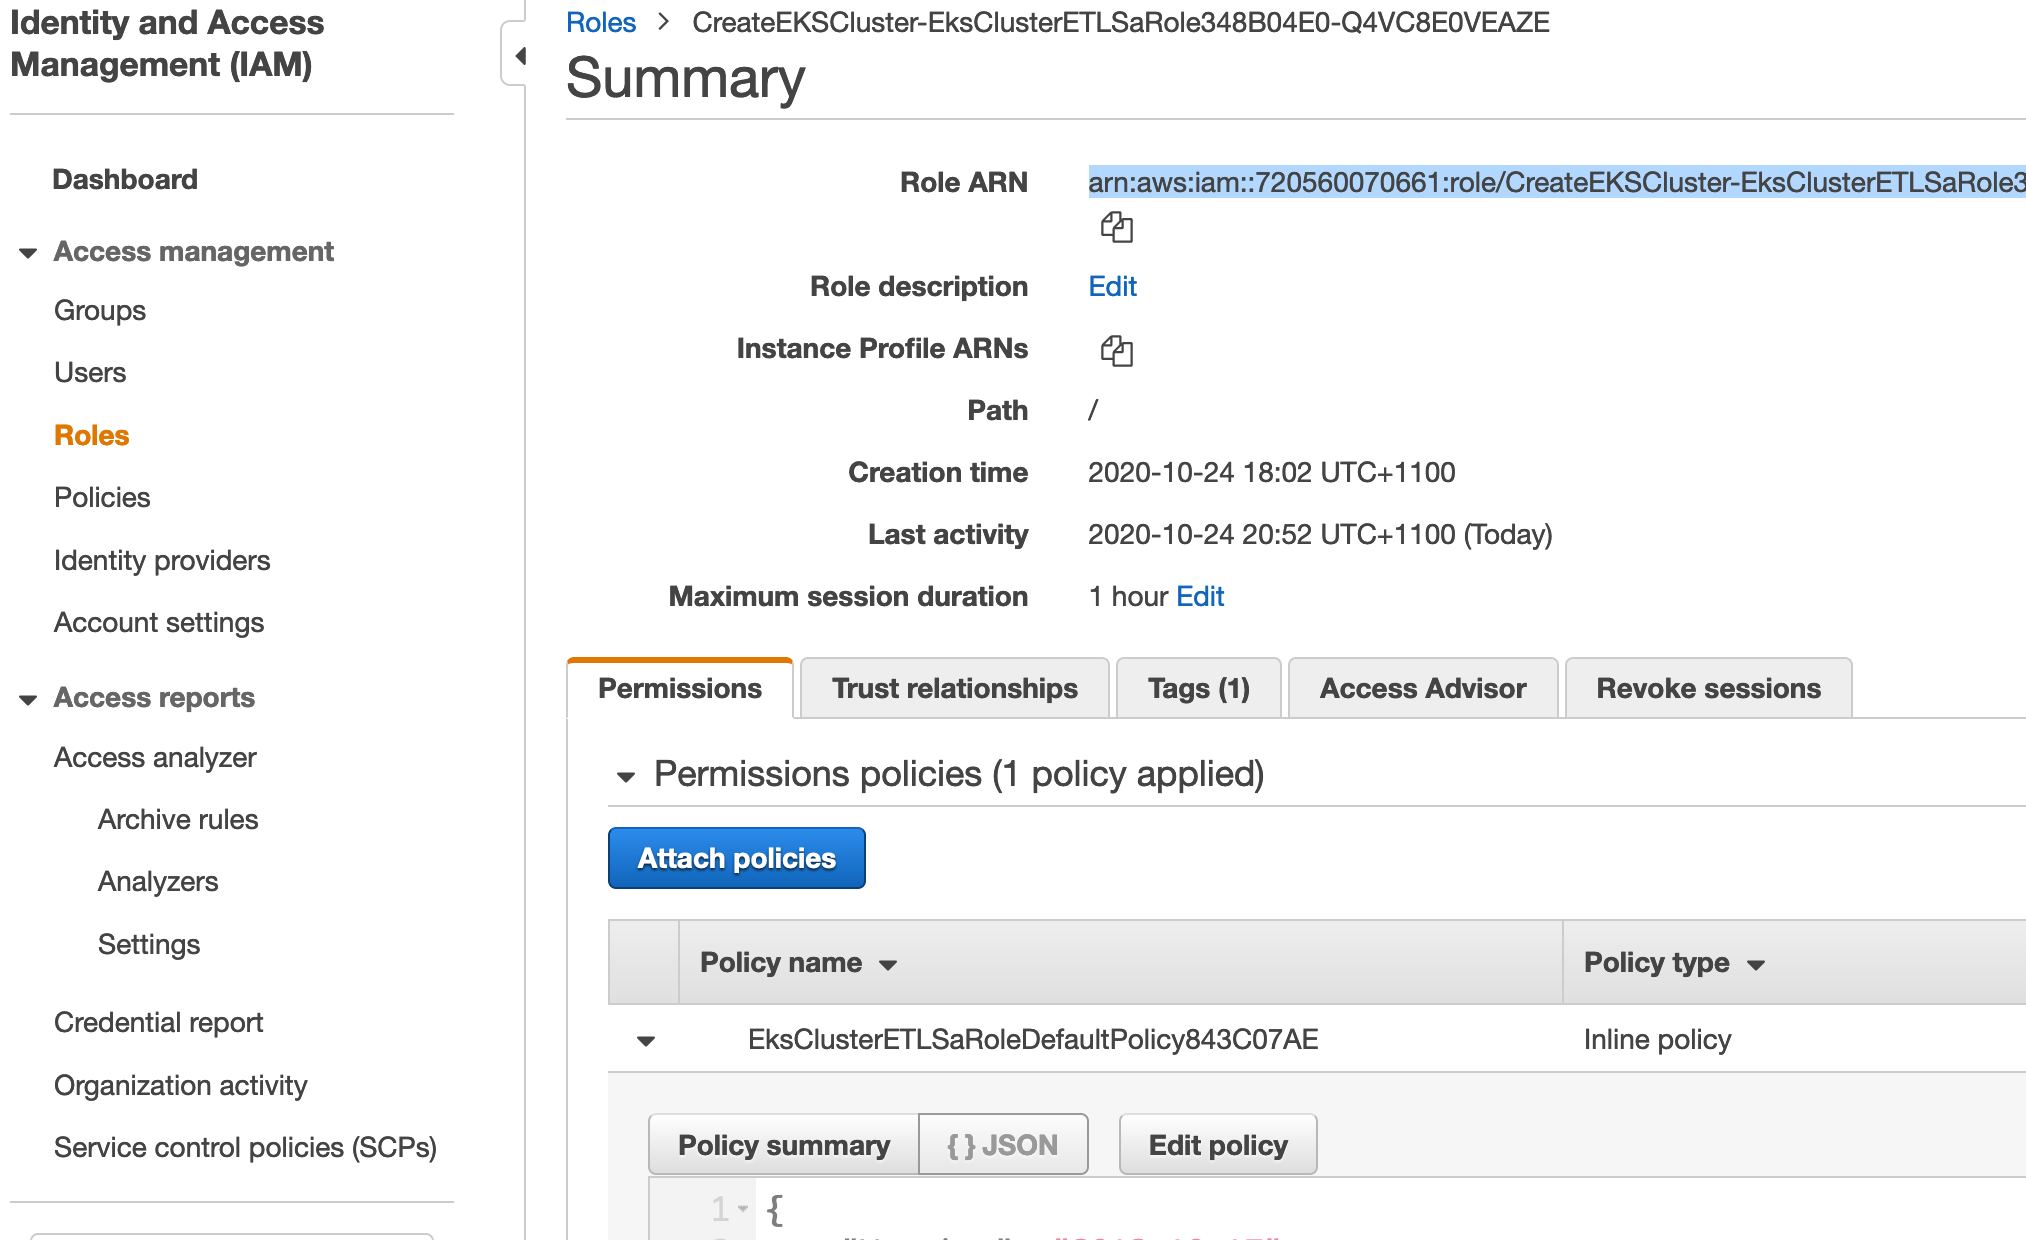 Identity and Access
Management (IAM)
Dashboard
Access management
Groups
Users
Roles
Policies
Identity providers
Account settings
Access reports
Access analyzer
Archive rules
Analyzers
Settings
Credential report
Organization activity
Service control policies (SCPs)
Roles > CreateEKSCluster-EksClusterETLSaRole348B04E0-Q4VC8E0VEAZE
Summary
Role ARN arn:aws:iam::720560070661:role/CreateEKSCluster-EksClusterETLSaRole3
Role description Edit
Instance Profile ARNs
Path /
Creation time 2020-10-24 18:02 UTC+1100
Last activity 2020-10-24 20:52 UTC+1100 (Today)
Maximum session duration 1 hour Edit
Permissions Trust relationships Tags (1) Access Advisor Revoke sessions
Permissions policies (1 policy applied)
Attach policies
Policy name Policy type
EksClusterETLSaRoleDefaultPolicy843C07AE Inline policy
Policy summary { } JSON Edit policy
1 {